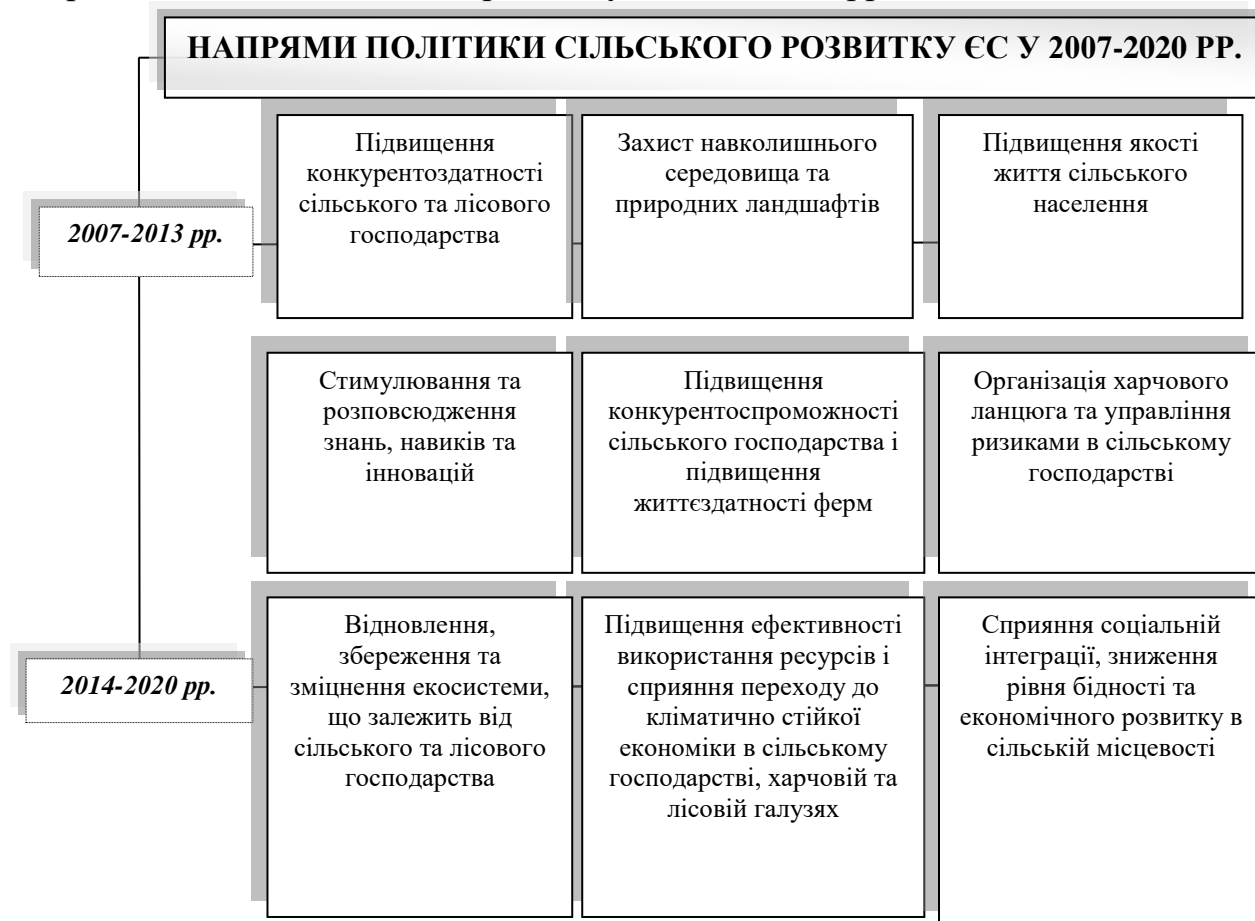 НАПРЯМИ ПОЛІТИКИ СІЛЬСЬКОГО РОЗВИТКУ ЄС У 2007-2020 РР.
2007-2013 рр.
Підвищення
конкурентоздатності
сільського та лісового
господарства
Захист навколишнього
середовища та
природних ландшафтів
Підвищення якості
життя сільського
населення
Стимулювання та
розповсюдження
знань, навиків та
інновацій
Підвищення
конкурентоспроможності
сільського господарства і
підвищення
життєздатності ферм
Організація харчового
ланцюга та управління
ризиками в сільському
господарстві
2014-2020 рр.
Відновлення,
збереження та
зміцнення екосистеми,
що залежить від
сільського та лісового
господарства
Підвищення ефективності
використання ресурсів і
сприяння переходу до
кліматично стійкої
економіки в сільському
господарстві, харчовій та
лісовій галузях
Сприяння соціальній
інтеграції, зниження
рівня бідності та
економічного розвитку в
сільській місцевості